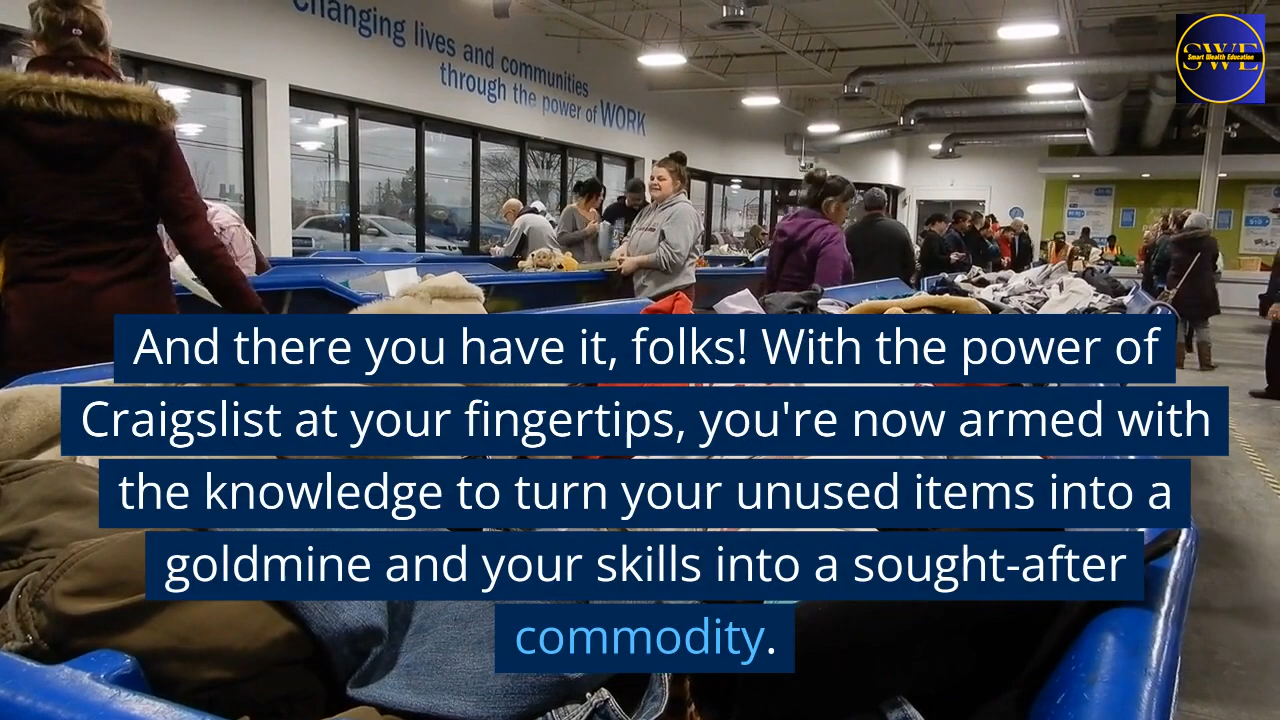 changing lives and communities
through the power of WORK
SWE
Smart Wealth Education
And there you have it, folks! With the power of
Craigslist at your fingertips, you're now armed with
the knowledge to turn your unused items into a
goldmine and your skills into a sought-after
commodity.